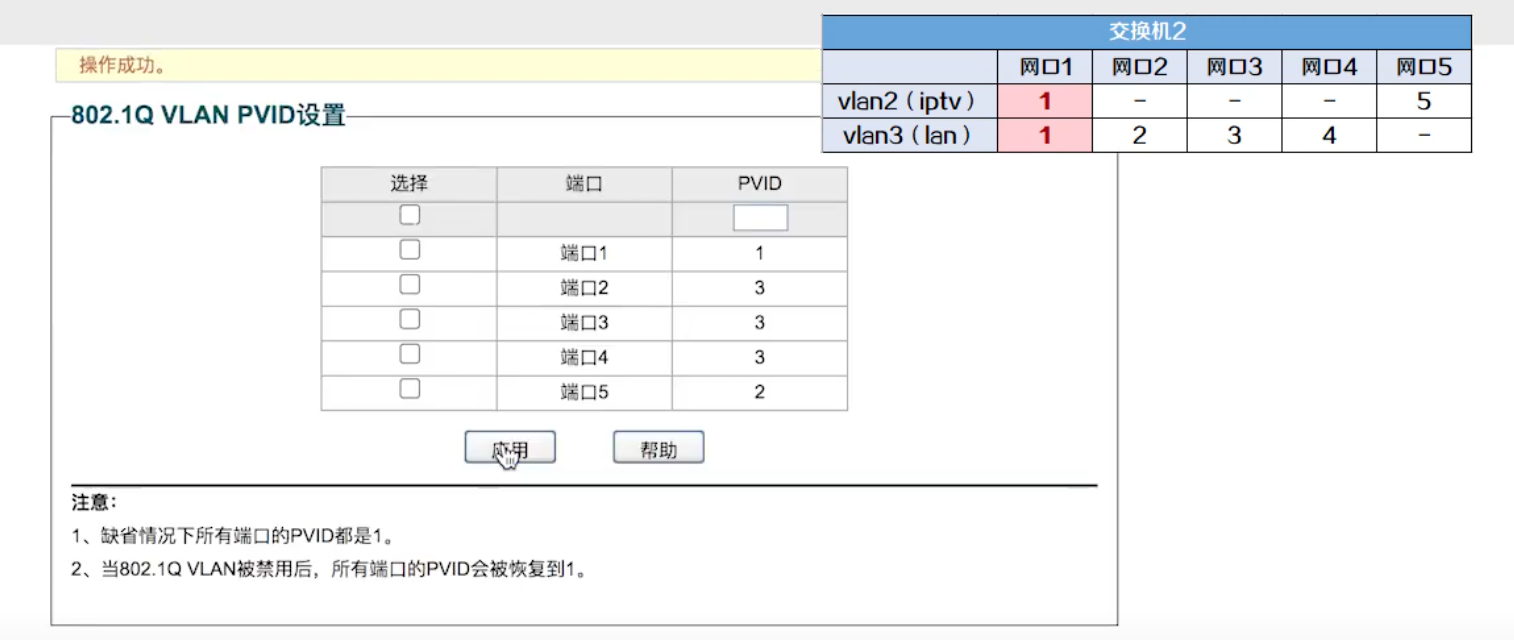 交换机2
网口1 网口2 网口3 网口4 网口5
vlan2（iptv） 1 - - - 5
vlan3（lan） 1 2 3 4 -
操作成功。
802.1Q VLAN PVID设置
选择 端口 PVID
端口1 1
端口2 3
端口3 3
端口4 3
端口5 2
应用 帮助
注意：
1、缺省情况下所有端口的PVID都是1。
2、当802.1Q VLAN被禁用后，所有端口的PVID会被恢复到1。